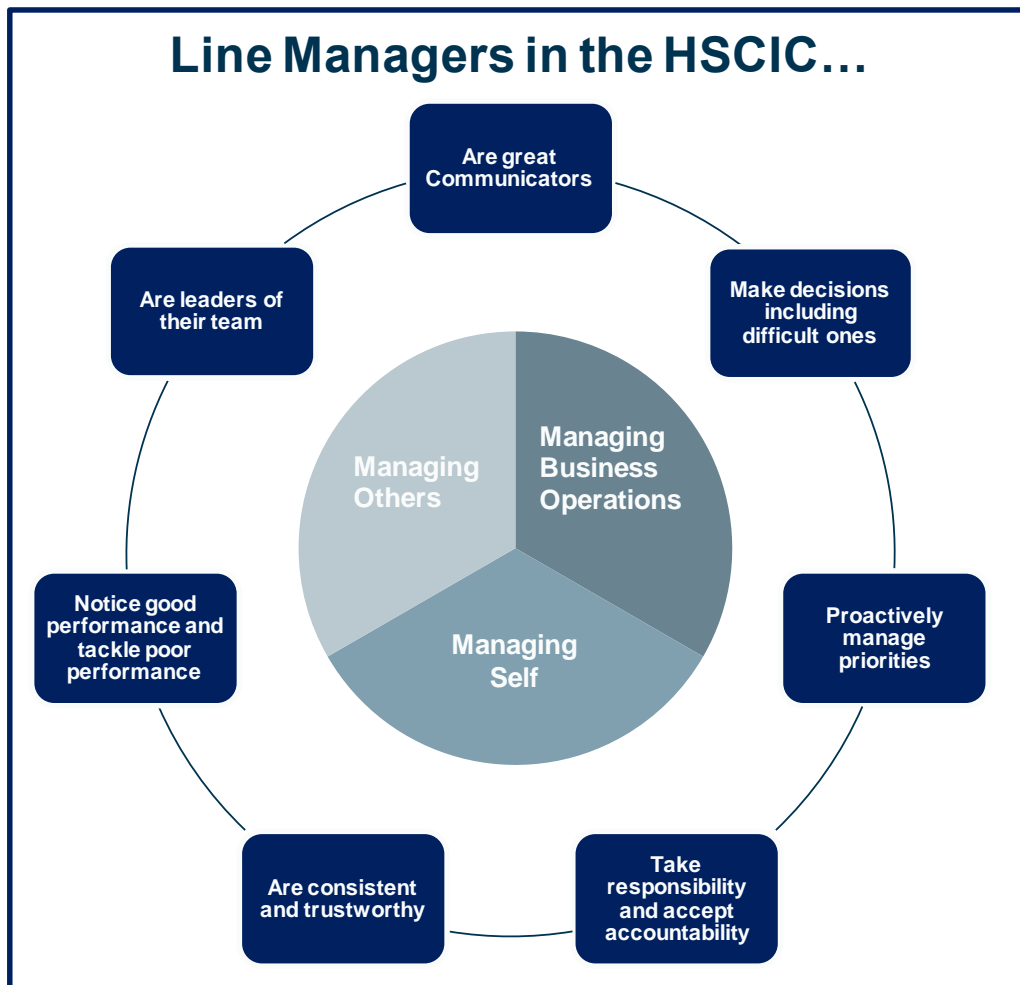 Line Managers in the HSCIC…
Are great
Communicators
Make decisions
including
difficult ones
Proactively
manage
priorities
Take
responsibility
and accept
accountability
Are consistent
and trustworthy
Notice good
performance and
tackle poor
performance
Are leaders of
their team
Managing
Others
Managing
Business
Operations
Managing
Self